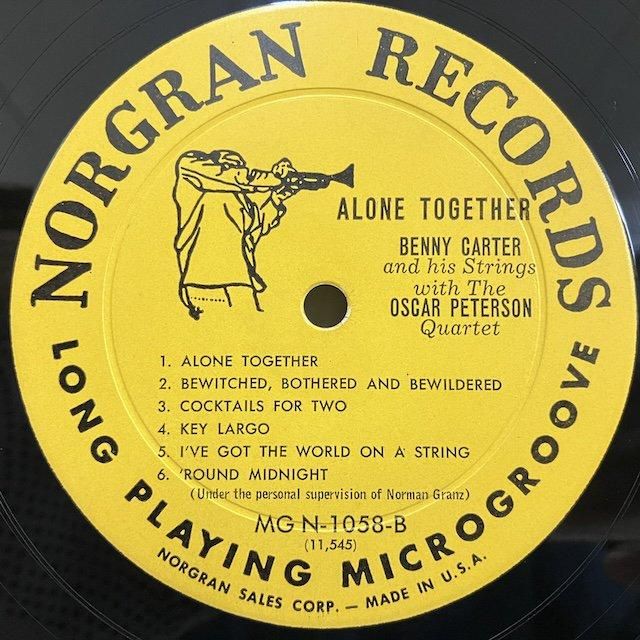 NORGRAN RECORDS
ALONE TOGETHER
BENNY CARTER
and his Strings
with The
OSCAR PETERSON
Quartet
1. ALONE TOGETHER
2. BEWITCHED, BOTHERED AND BEWILDERED
3. COCKTAILS FOR TWO
4. KEY LARGO
5. I'VE GOT THE WORLD ON A STRING
6. 'ROUND MIDNIGHT
(Under the personal supervision of Norman Granz)
MG N-1058-B
(11,545)
LONG PLAYING MICROGROOVE
NORGRAN SALES CORP. — MADE IN U.S.A.